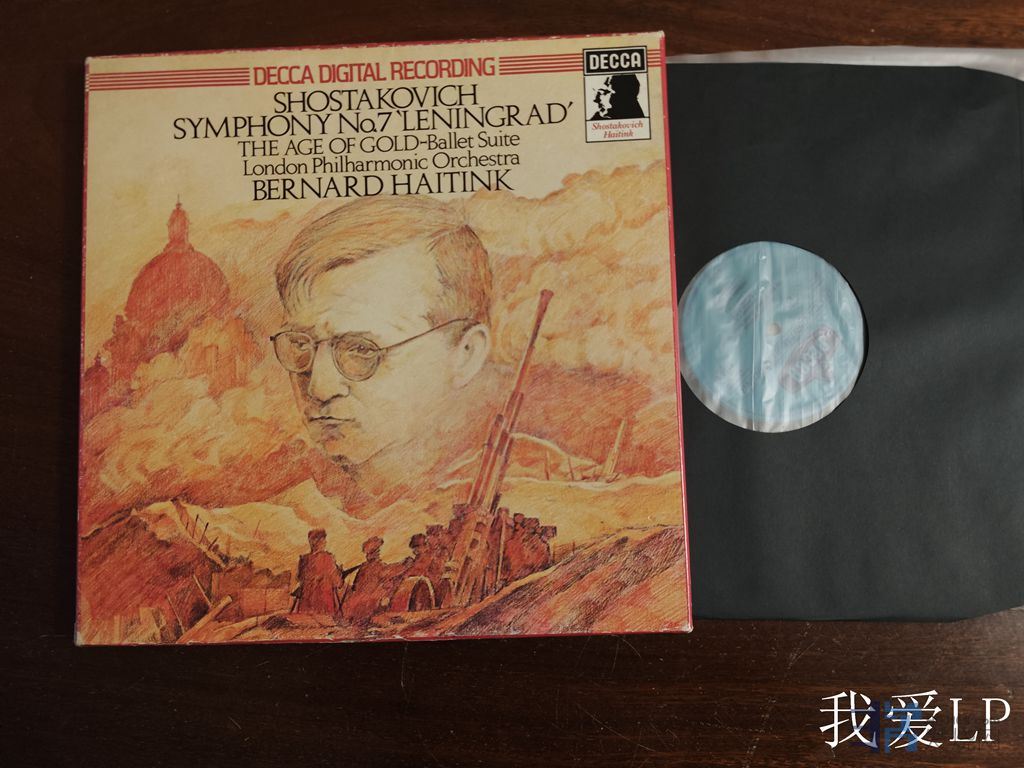 DECCA DIGITAL RECORDING
SHOSTAKOVICH
SYMPHONY No.7 'LENINGRAD'
THE AGE OF GOLD-Ballet Suite
London Philharmonic Orchestra
BERNARD HAITINK
DECCA
Shostakovich
Haitink
我爱LP